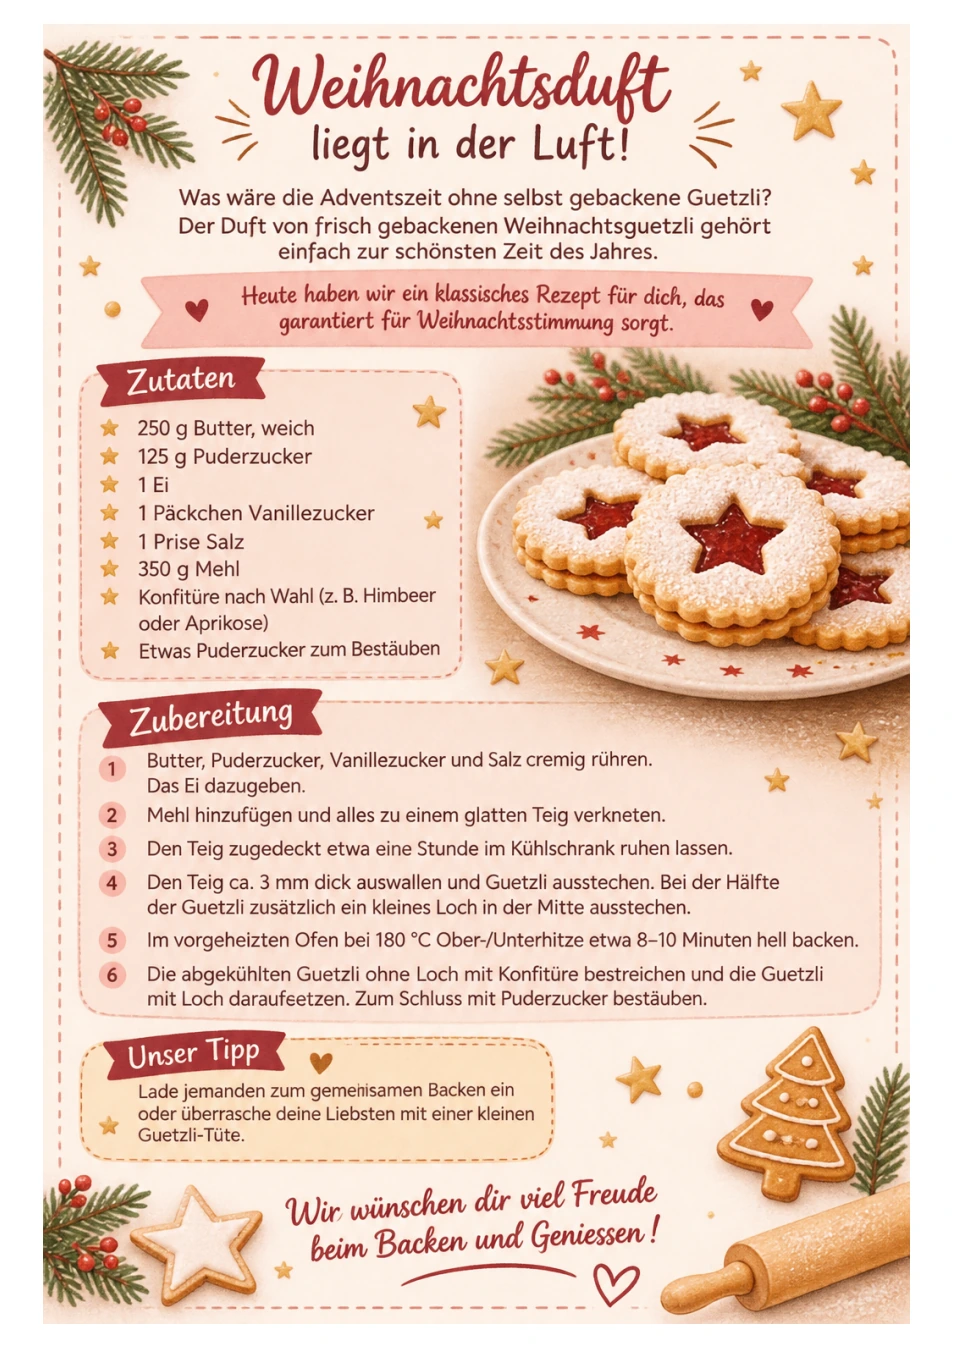 Weihnachtsduft
liegt in der Luft!
Was wäre die Adventszeit ohne selbst gebackene Guetzli?
Der Duft von frisch gebackenen Weihnachtsguetzli gehört
einfach zur schönsten Zeit des Jahres.
Heute haben wir ein klassisches Rezept für dich, das
garantiert für Weihnachtsstimmung sorgt.
Zutaten
250 g Butter, weich
125 g Puderzucker
1 Ei
1 Päckchen Vanillezucker
1 Prise Salz
350 g Mehl
Konfitüre nach Wahl (z. B. Himbeer
oder Aprikose)
Etwas Puderzucker zum Bestäuben
Zubereitung
1 Butter, Puderzucker, Vanillezucker und Salz cremig rühren.
Das Ei dazugeben.
2 Mehl hinzufügen und alles zu einem glatten Teig verkneten.
3 Den Teig zugedeckt etwa eine Stunde im Kühlschrank ruhen lassen.
4 Den Teig ca. 3 mm dick auswallen und Guetzli ausstechen. Bei der Hälfte
der Guetzli zusätzlich ein kleines Loch in der Mitte ausstechen.
5 Im vorgeheizten Ofen bei 180 °C Ober-/Unterhitze etwa 8–10 Minuten hell backen.
6 Die abgekühlten Guetzli ohne Loch mit Konfitüre bestreichen und die Guetzli
mit Loch daraufsetzen. Zum Schluss mit Puderzucker bestäuben.
Unser Tipp
Lade jemanden zum gemeinsamen Backen ein
oder überrasche deine Liebsten mit einer kleinen
Guetzli-Tüte.
Wir wünschen dir viel Freude
beim Backen und Geniessen!